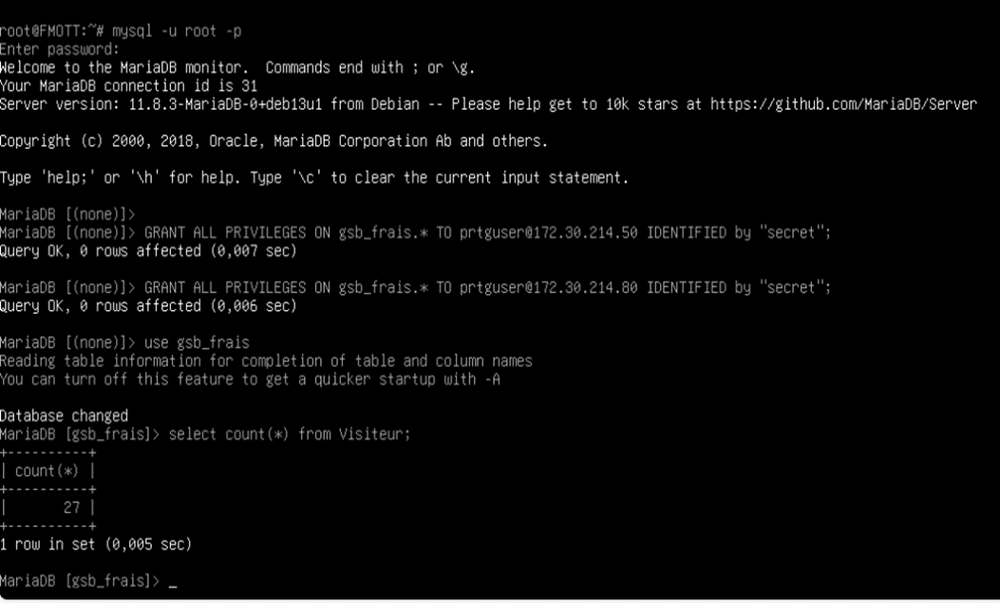 root@FMOTT:~# mysql -u root -p
Enter password:
Welcome to the MariaDB monitor.  Commands end with ; or \g.
Your MariaDB connection id is 31
Server version: 11.8.3-MariaDB-0+deb13u1 from Debian -- Please help get to 10k stars at https://github.com/MariaDB/Server
Copyright (c) 2000, 2018, Oracle, MariaDB Corporation Ab and others.
Type 'help;' or '\h' for help. Type '\c' to clear the current input statement.
MariaDB [(none)]>
MariaDB [(none)]> GRANT ALL PRIVILEGES ON gsb_frais.* TO prtguser@172.30.214.50 IDENTIFIED by "secret";
Query OK, 0 rows affected (0,007 sec)
MariaDB [(none)]> GRANT ALL PRIVILEGES ON gsb_frais.* TO prtguser@172.30.214.80 IDENTIFIED by "secret";
Query OK, 0 rows affected (0,006 sec)
MariaDB [(none)]> use gsb_frais
Reading table information for completion of table and column names
You can turn off this feature to get a quicker startup with -A
Database changed
MariaDB [gsb_frais]> select count(*) from Visiteur;
+----------+
| count(*) |
+----------+
|       27 |
+----------+
1 row in set (0,005 sec)
MariaDB [gsb_frais]> _